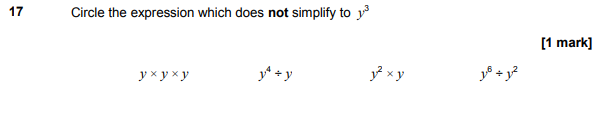 17 Circle the expression which does not simplify to y³
[1 mark]
y × y × y y⁴ ÷ y y² × y y⁶ ÷ y²